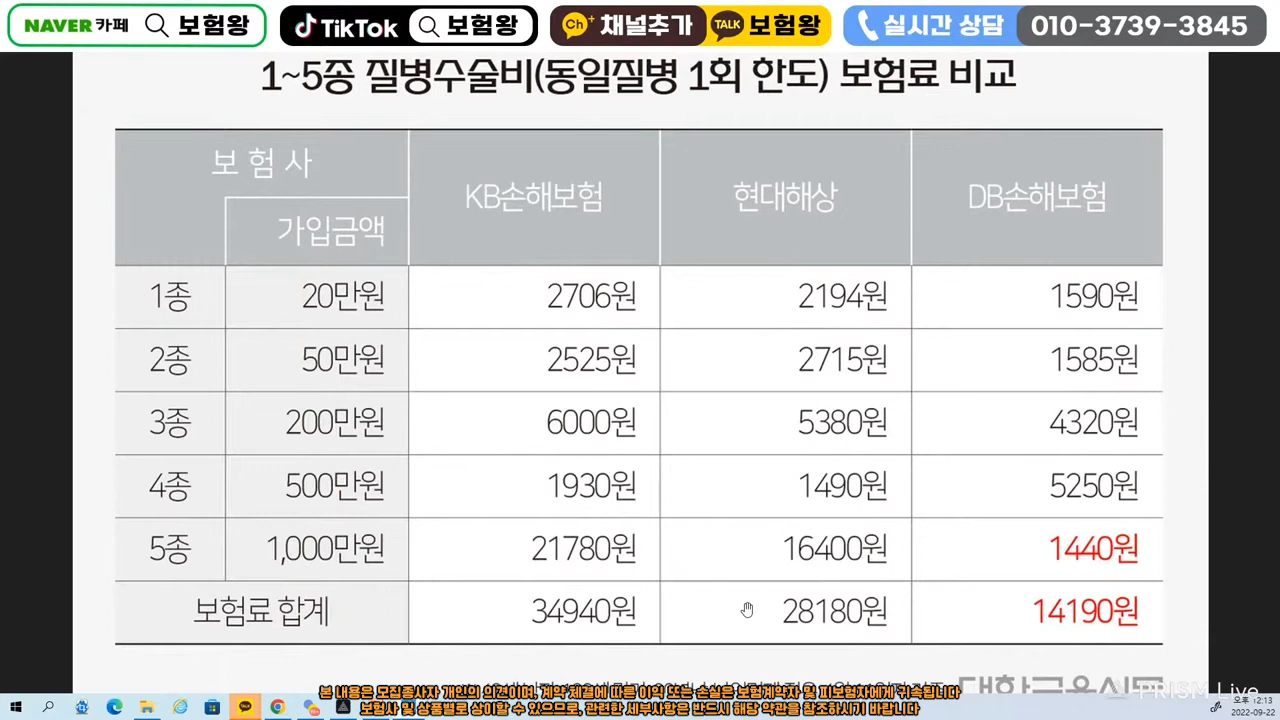 NAVER 카페 보험왕 TikTok 보험왕 Ch+ 채널추가 TALK 보험왕 실시간 상담 010-3739-3845
1~5종 질병수술비(동일질병 1회 한도) 보험료 비교
보 험 사 KB손해보험 현대해상 DB손해보험
가입금액
1종 20만원 2706원 2194원 1590원
2종 50만원 2525원 2715원 1585원
3종 200만원 6000원 5380원 4320원
4종 500만원 1930원 1490원 5250원
5종 1,000만원 21780원 16400원 1440원
보험료 합계 34940원 28180원 14190원
대한금융신문
PRISM Live
본 내용은 모집종사자 개인의 의견이며, 계약 체결에 따른 이익 또는 손실은 보험계약자 및 피보험자에게 귀속됩니다
보험사 및 상품별로 상이할 수 있으므로, 관련한 세부사항은 반드시 해당 약관을 참조하시기 바랍니다
오후 12:13
2022-09-22